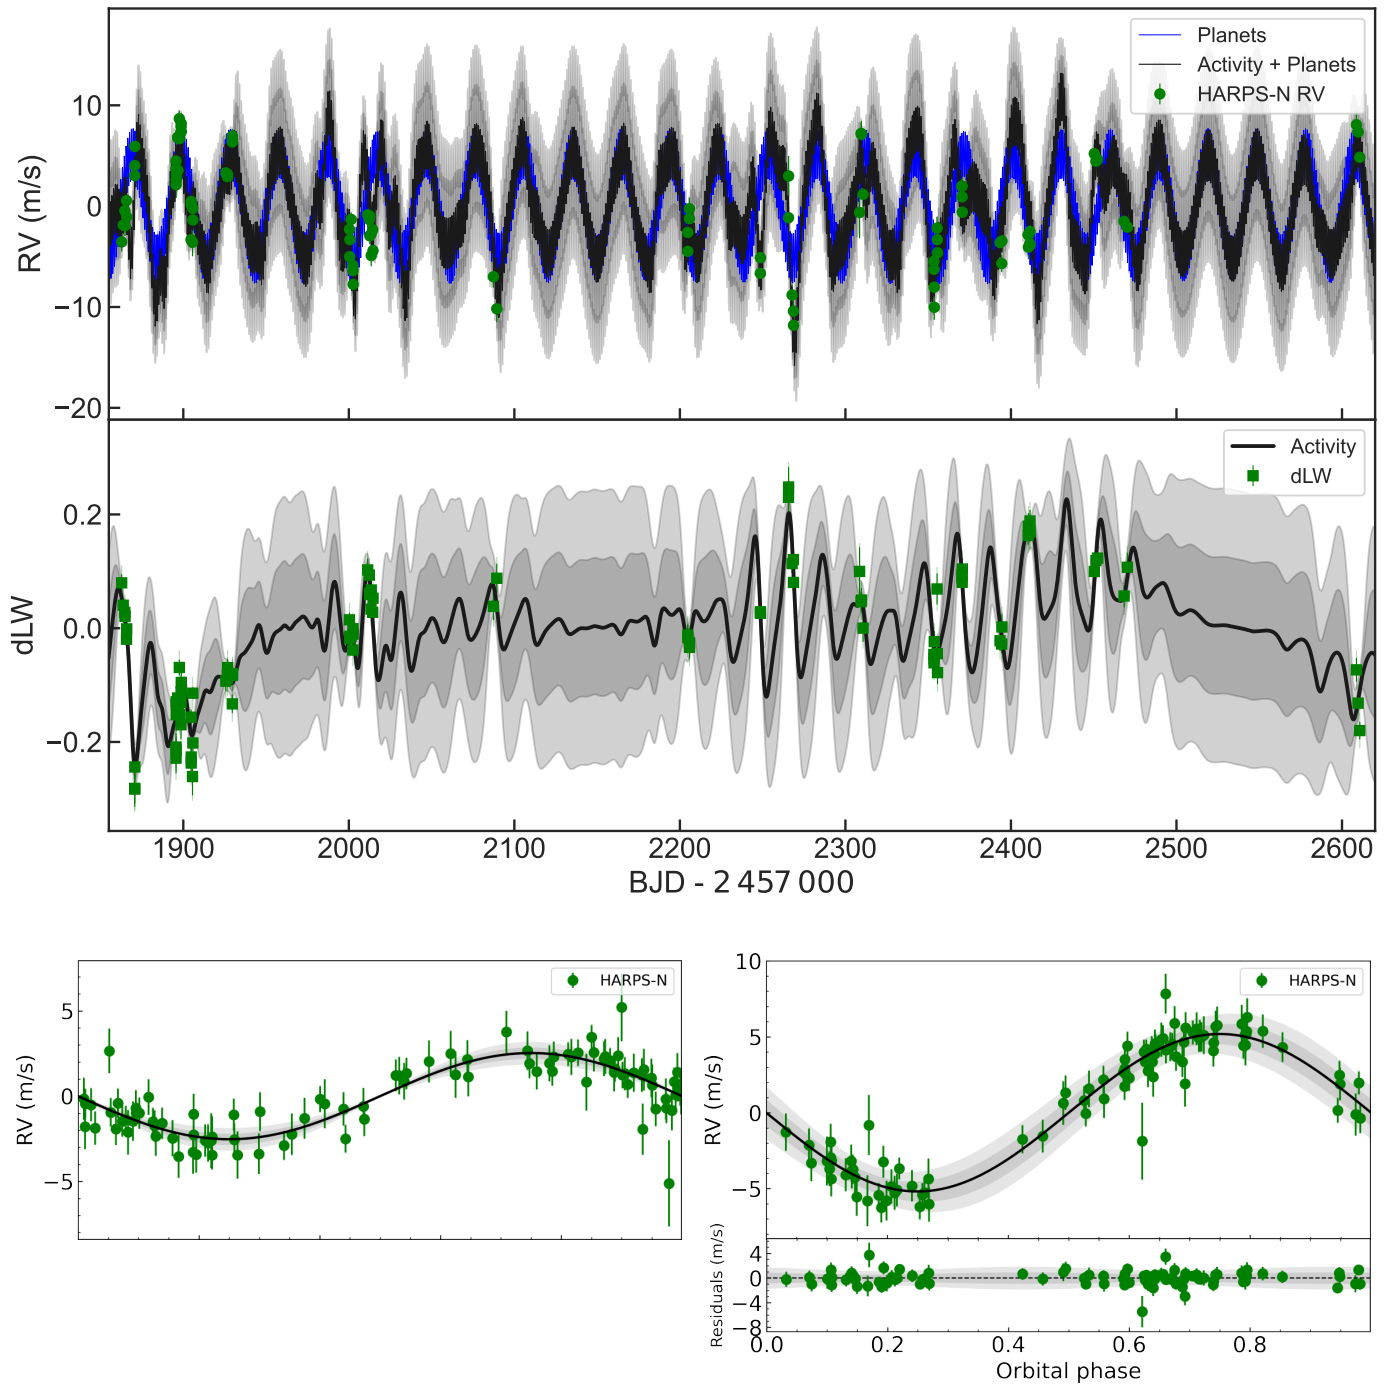 Planets
Activity + Planets
HARPS-N RV
10
0
−10
−20
RV (m/s)
Activity
dLW
0.2
0.0
−0.2
dLW
1900 2000 2100 2200 2300 2400 2500 2600
BJD - 2 457 000
HARPS-N
5
0
−5
RV (m/s)
HARPS-N
10
5
0
−5
RV (m/s)
4
0
−4
−8
Residuals (m/s)
0.0 0.2 0.4 0.6 0.8
Orbital phase